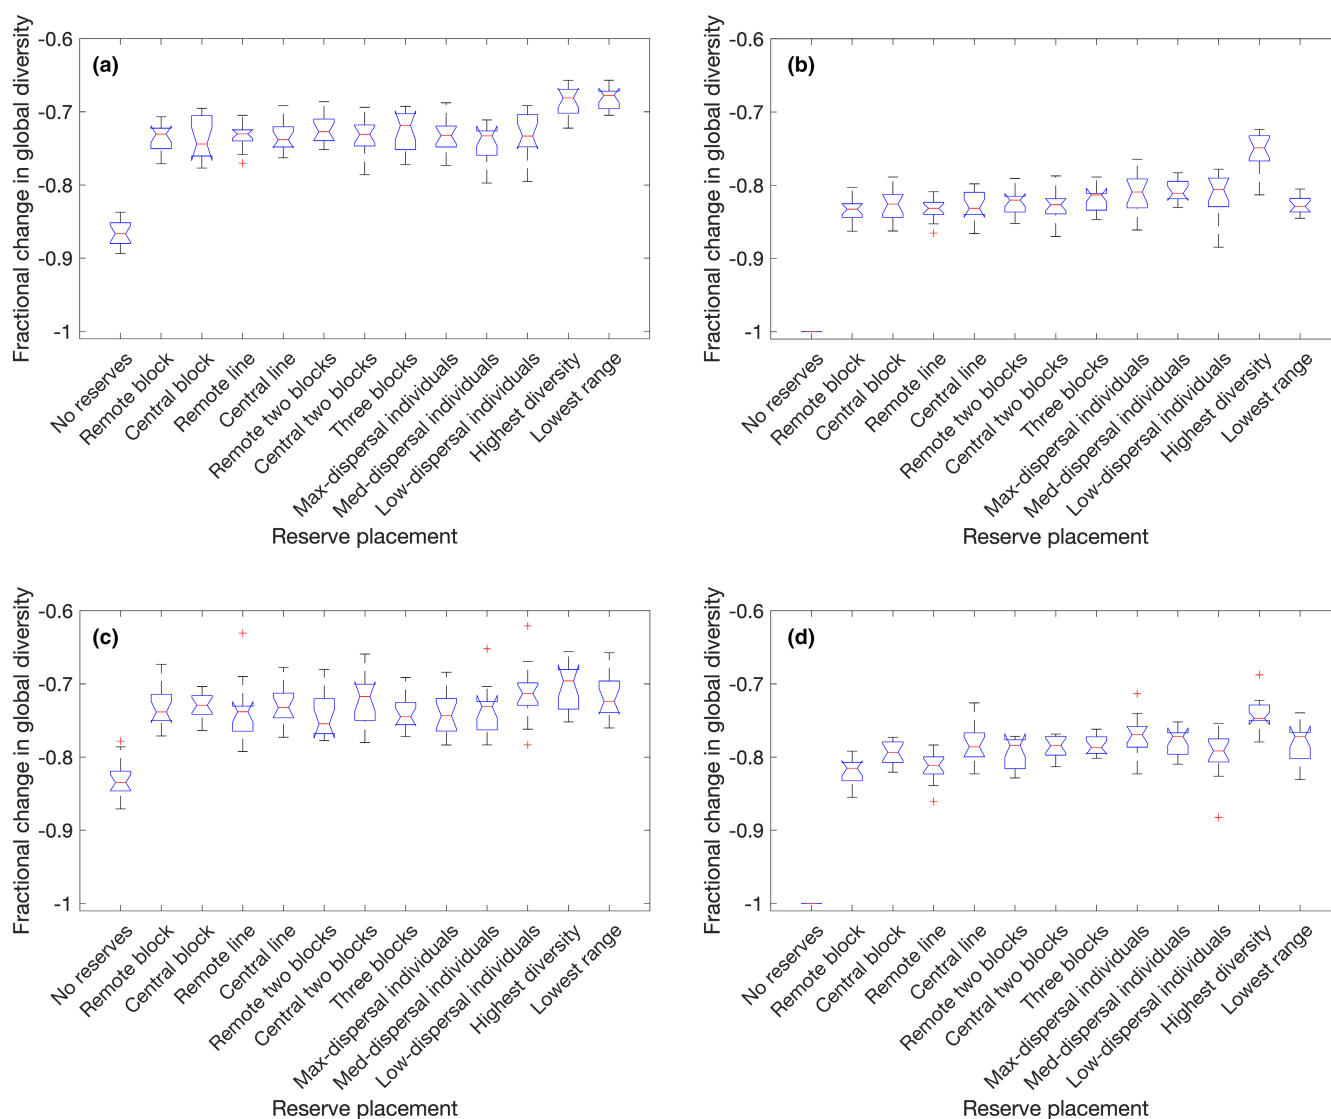 (a)
Fractional change in global diversity
-0.6
-0.7
-0.8
-0.9
-1
No reserves
Remote block
Central block
Remote line
Central line
Remote two blocks
Central two blocks
Three blocks
Max-dispersal individuals
Med-dispersal individuals
Low-dispersal individuals
Highest diversity
Lowest range
Reserve placement
(b)
Fractional change in global diversity
-0.6
-0.7
-0.8
-0.9
-1
No reserves
Remote block
Central block
Remote line
Central line
Remote two blocks
Central two blocks
Three blocks
Max-dispersal individuals
Med-dispersal individuals
Low-dispersal individuals
Highest diversity
Lowest range
Reserve placement
(c)
Fractional change in global diversity
-0.6
-0.7
-0.8
-0.9
-1
No reserves
Remote block
Central block
Remote line
Central line
Remote two blocks
Central two blocks
Three blocks
Max-dispersal individuals
Med-dispersal individuals
Low-dispersal individuals
Highest diversity
Lowest range
Reserve placement
(d)
Fractional change in global diversity
-0.6
-0.7
-0.8
-0.9
-1
No reserves
Remote block
Central block
Remote line
Central line
Remote two blocks
Central two blocks
Three blocks
Max-dispersal individuals
Med-dispersal individuals
Low-dispersal individuals
Highest diversity
Lowest range
Reserve placement